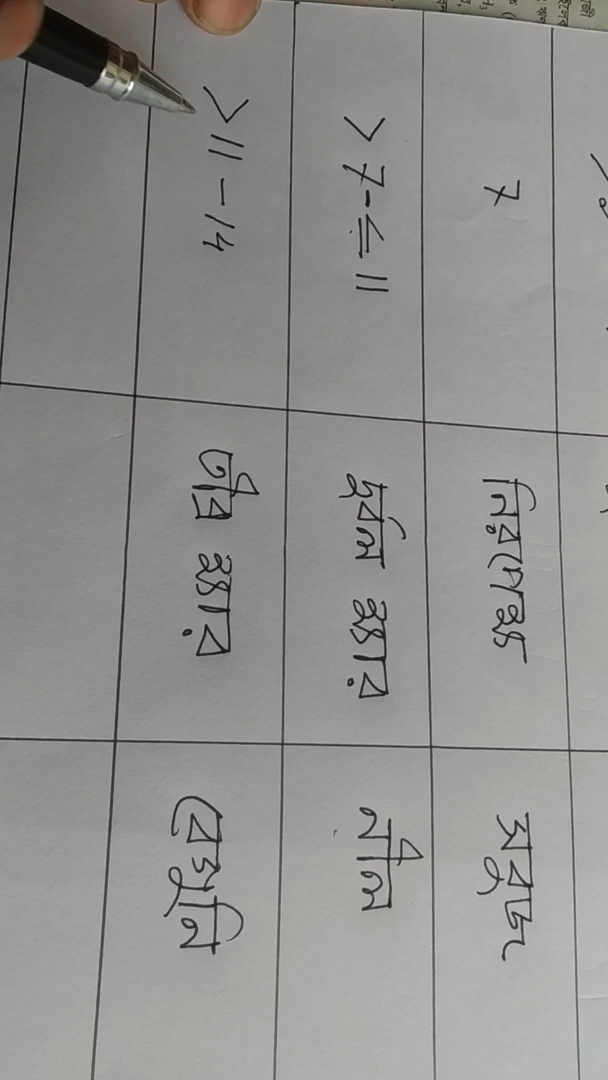 7 নিরপেক্ষ সবুজ
> 7-≤ 11 দুর্বল ক্ষার নীল
> 11 - 14 তীব্র ক্ষার বেগুনি